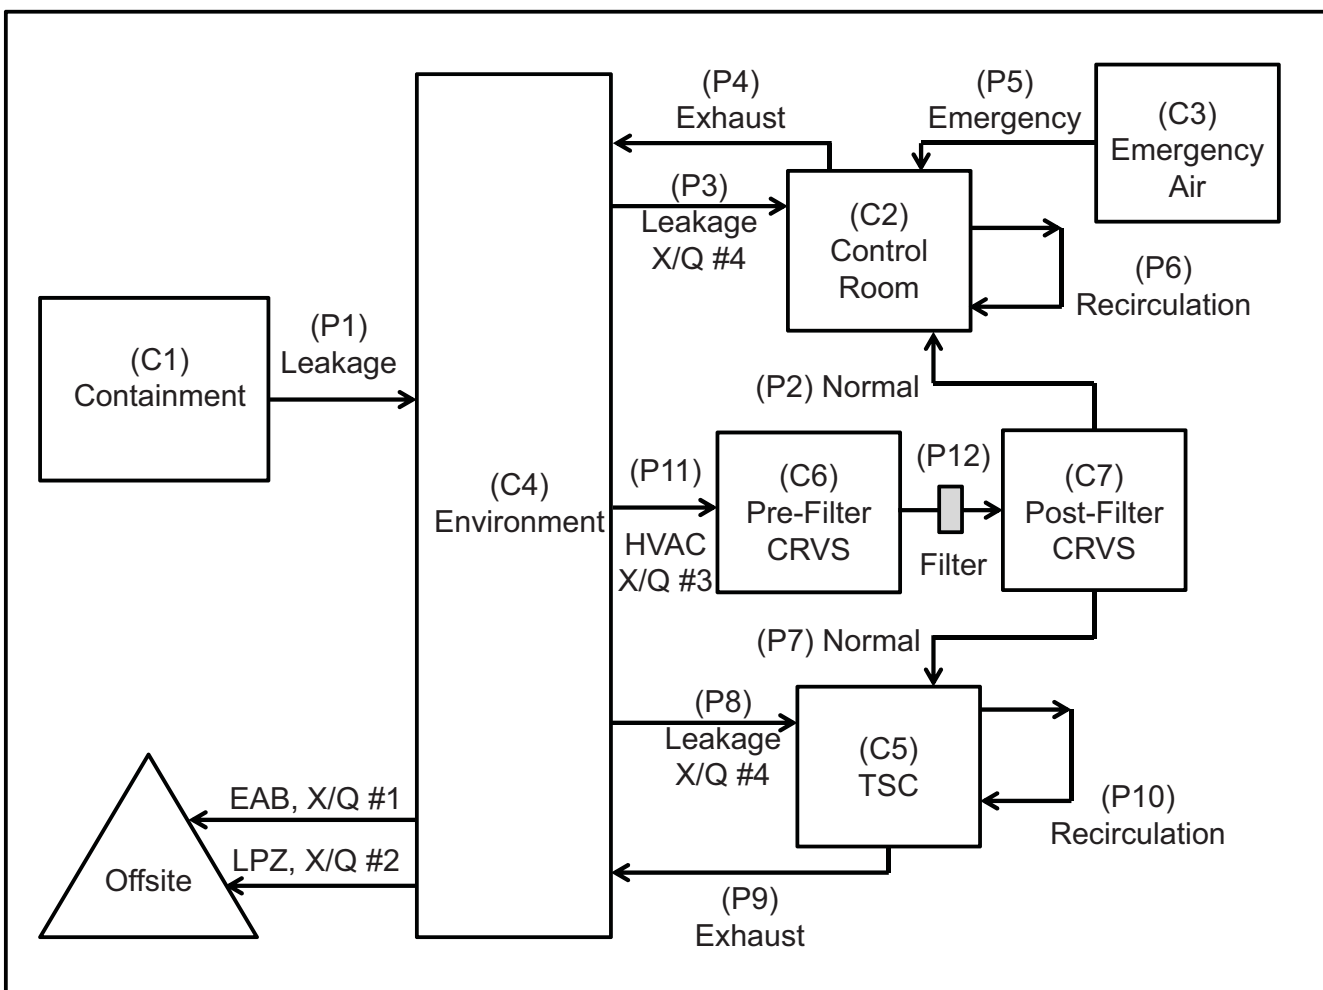 (P4)
Exhaust
(P5)
Emergency
(C3)
Emergency
Air
(P3)
Leakage
X/Q #4
(C2)
Control
Room
(P6)
Recirculation
(C1)
Containment
(P1)
Leakage
(P2) Normal
(C4)
Environment
(P11)
HVAC
X/Q #3
(C6)
Pre-Filter
CRVS
(P12)
Filter
(C7)
Post-Filter
CRVS
(P7) Normal
(P8)
Leakage
X/Q #4
(C5)
TSC
(P10)
Recirculation
EAB, X/Q #1
LPZ, X/Q #2
Offsite
(P9)
Exhaust